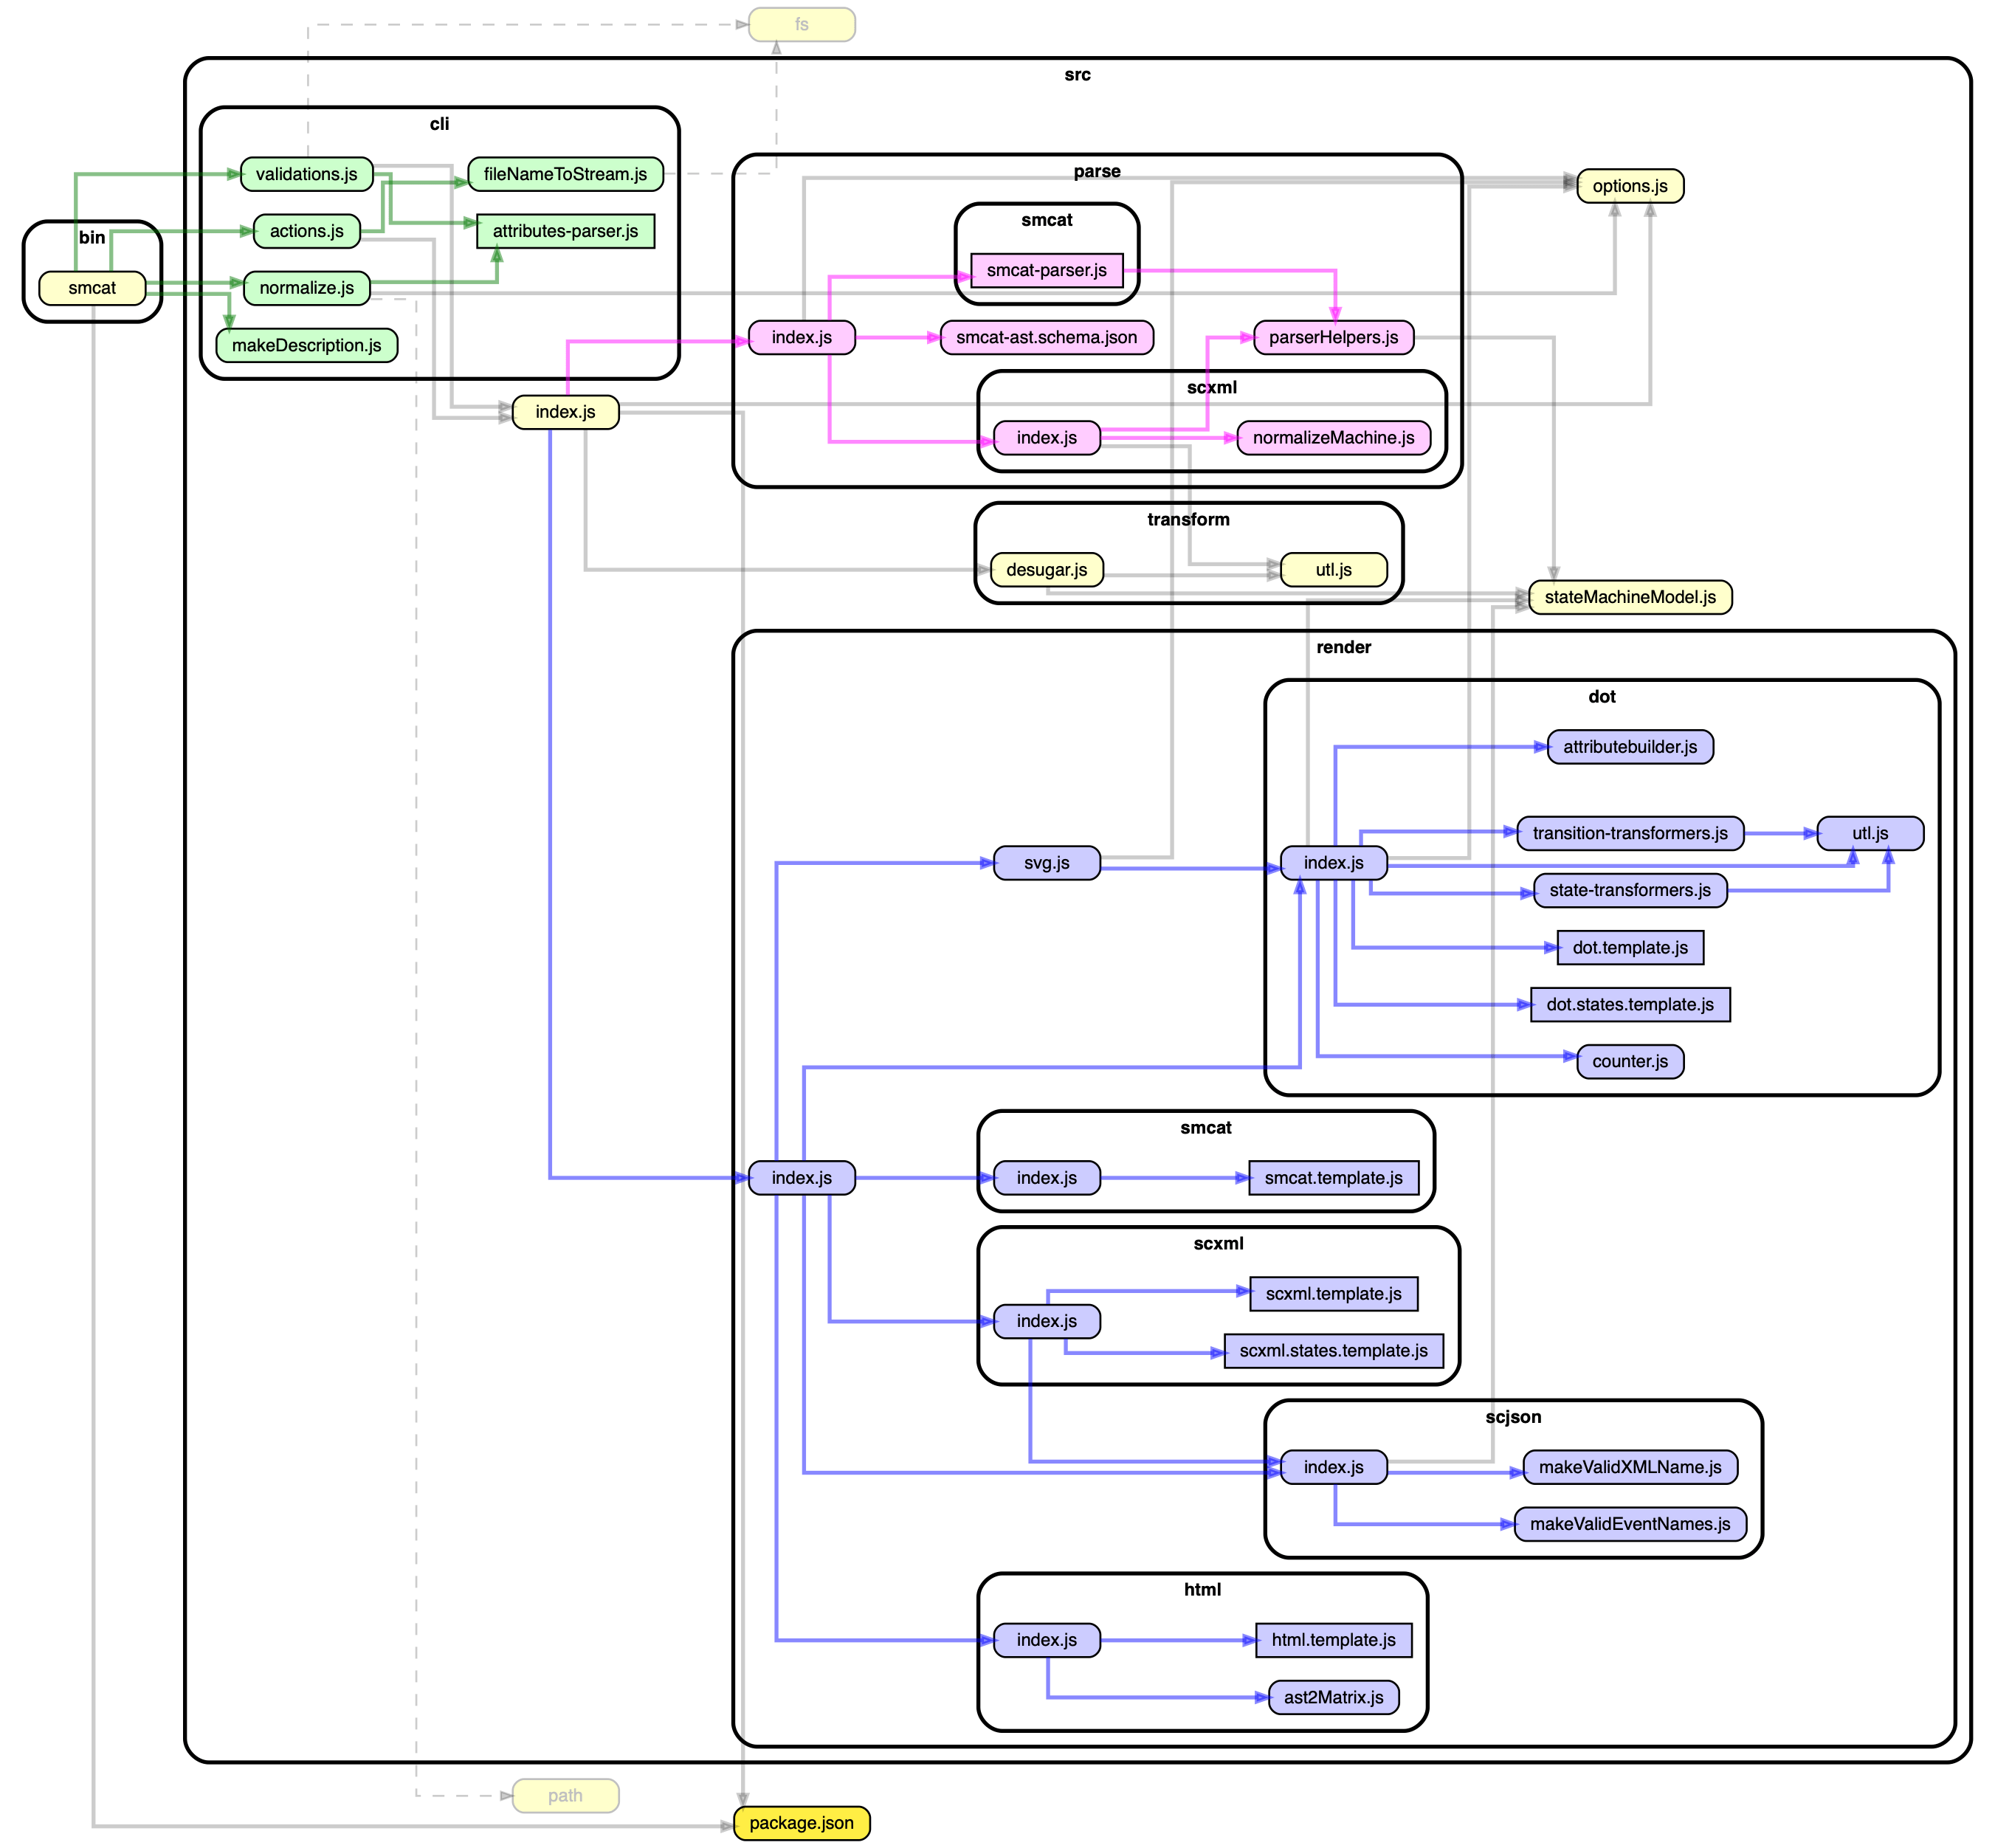 fs
src
cli
validations.js
fileNameToStream.js
actions.js
attributes-parser.js
bin
smcat
normalize.js
makeDescription.js
index.js
parse
options.js
smcat
smcat-parser.js
index.js
smcat-ast.schema.json
parserHelpers.js
scxml
index.js
normalizeMachine.js
transform
desugar.js
utl.js
stateMachineModel.js
render
dot
attributebuilder.js
transition-transformers.js
utl.js
svg.js
index.js
state-transformers.js
dot.template.js
dot.states.template.js
counter.js
smcat
index.js
index.js
smcat.template.js
scxml
scxml.template.js
index.js
scxml.states.template.js
scjson
index.js
makeValidXMLName.js
makeValidEventNames.js
html
index.js
html.template.js
ast2Matrix.js
path
package.json